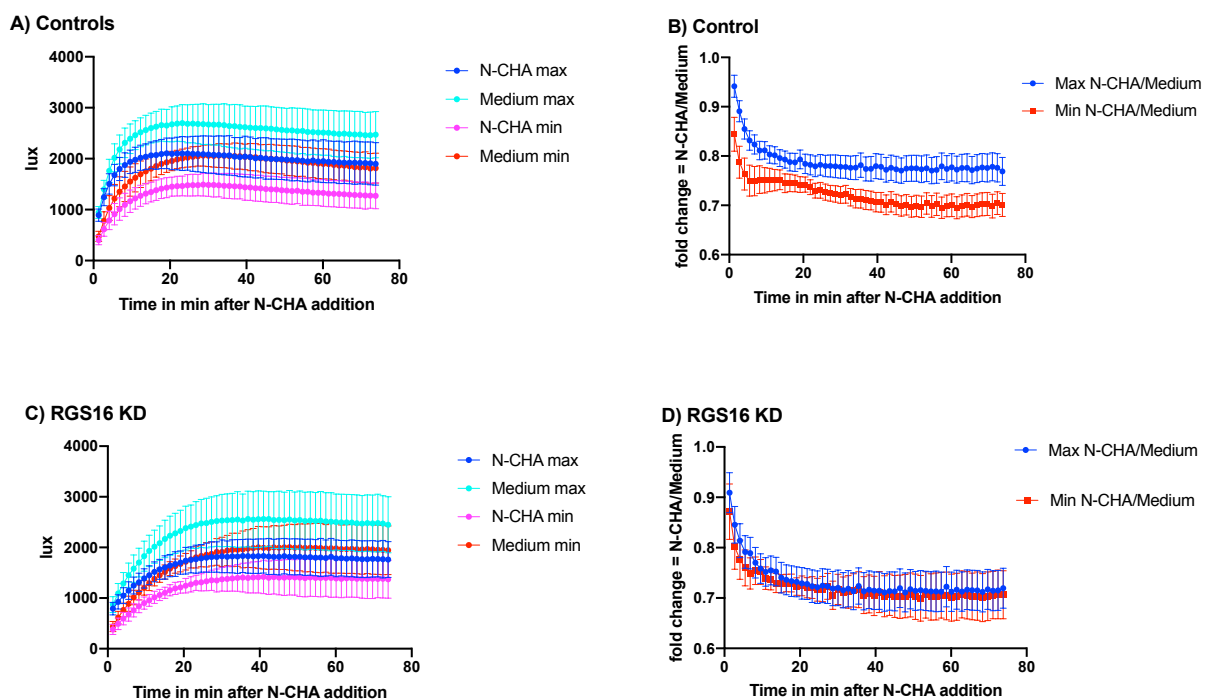 A) Controls
4000
3000
2000
1000
0
lux
0 20 40 60 80
Time in min after N-CHA addition
N-CHA max
Medium max
N-CHA min
Medium min
B) Control
1.0
0.9
0.8
0.7
0.6
fold change = N-CHA/Medium
0 20 40 60 80
Time in min after N-CHA addition
Max N-CHA/Medium
Min N-CHA/Medium
C) RGS16 KD
4000
3000
2000
1000
0
lux
0 20 40 60 80
Time in min after N-CHA addition
N-CHA max
Medium max
N-CHA min
Medium min
D) RGS16 KD
1.0
0.9
0.8
0.7
0.6
fold change = N-CHA/Medium
0 20 40 60 80
Time in min after N-CHA addition
Max N-CHA/Medium
Min N-CHA/Medium